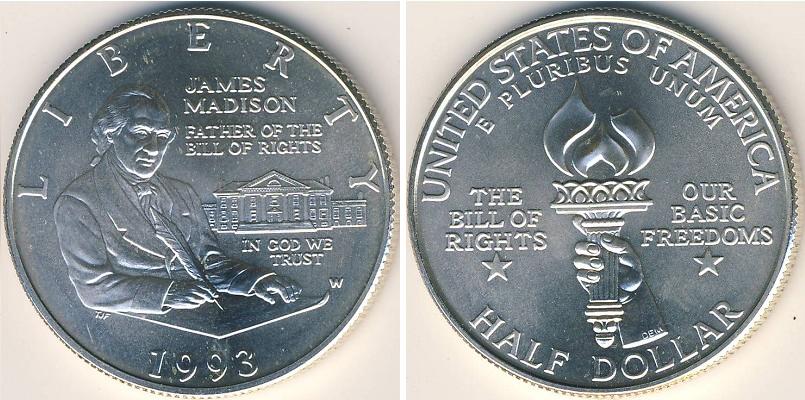 LIBERTY
JAMES
MADISON
FATHER OF THE
BILL OF RIGHTS
IN GOD WE
TRUST
W
TJF
1993
UNITED STATES OF AMERICA
E PLURIBUS UNUM
THE
BILL OF
RIGHTS
OUR
BASIC
FREEDOMS
DEM
HALF DOLLAR